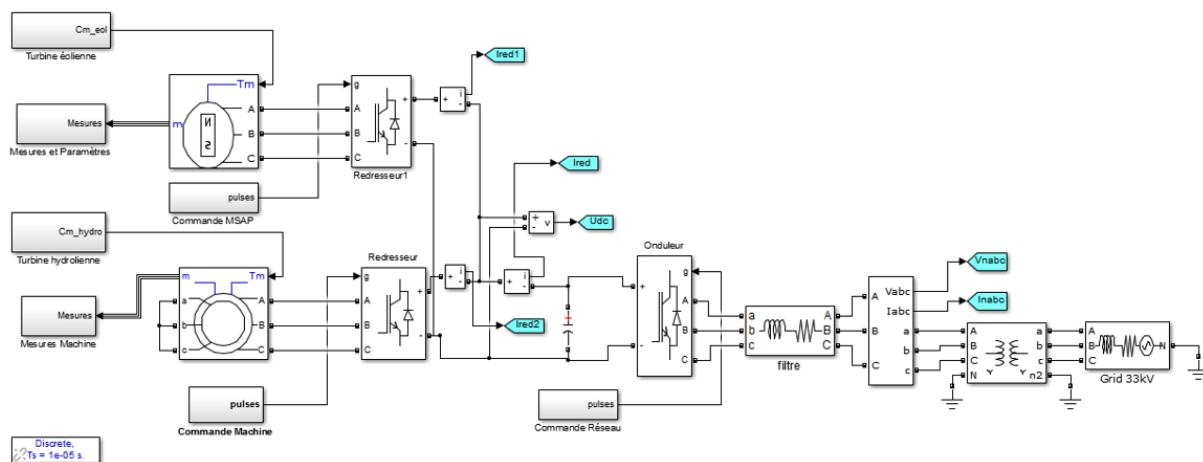 Cm_eol
Turbine éolienne
Ired1
Tm
g
A
A
+
+
i
-
Mesures
m
N
S
B
B
C
C
-
Mesures et Paramètres
Redresseur1
Ired
pulses
Commande MSAP
+
-
v
Udc
Cm_hydro
Turbine hydrolienne
Redresseur
Onduleur
m
Tm
g
+
+
i
-
+
i
-
g
Vnabc
+
Vabc
Iabc
Inabc
a
A
A
A
a
A
A
a
A
a
A
Mesures
b
B
B
Ired2
B
b
B
B
b
B
b
B
N
c
C
C
-
-
C
c
C
C
c
C
c
C
N
Y
Y
n2
Mesures Machine
filtre
Grid 33kV
pulses
Commande Machine
pulses
Commande Réseau
Discrete,
Ts = 1e-05 s.